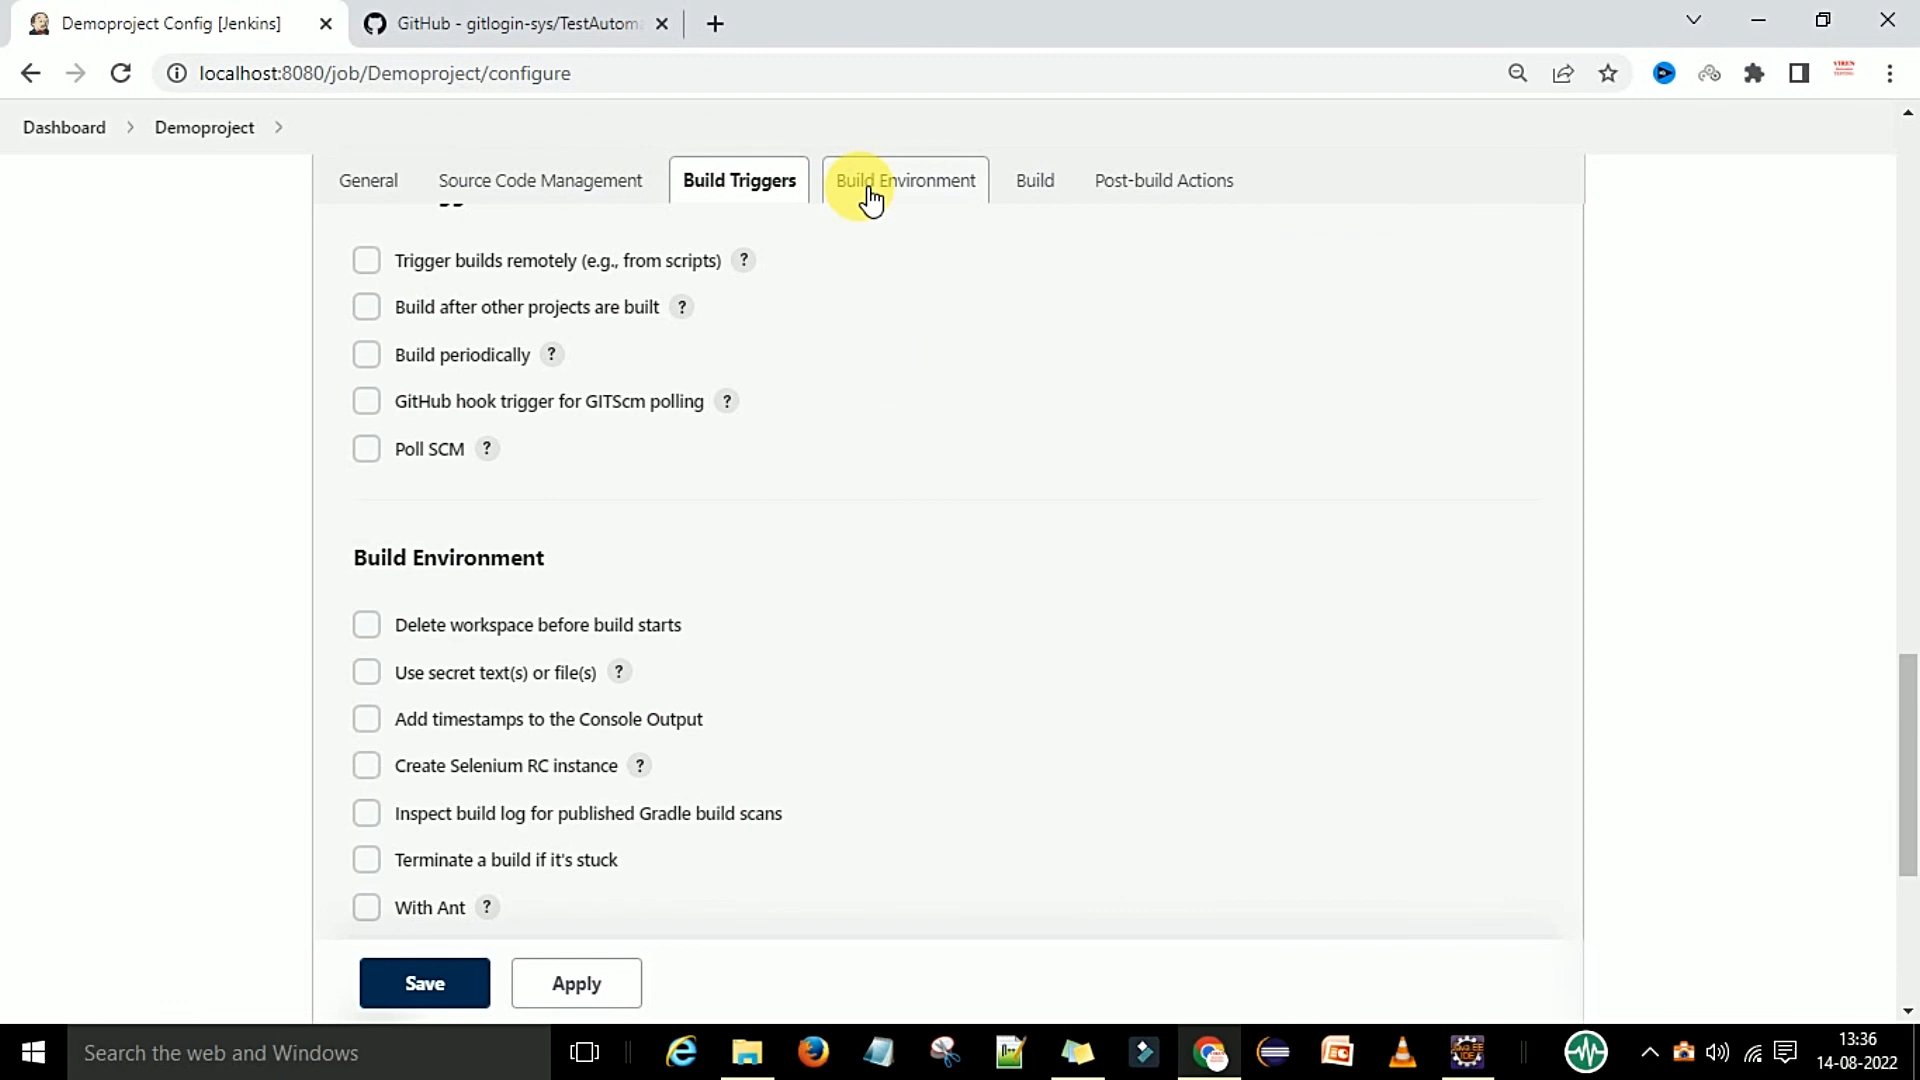 Demoproject Config [Jenkins]
GitHub - gitlogin-sys/TestAutoma
localhost:8080/job/Demoproject/configure
Dashboard > Demoproject >
General Source Code Management Build Triggers Build Environment Build Post-build Actions
Trigger builds remotely (e.g., from scripts) ?
Build after other projects are built ?
Build periodically ?
GitHub hook trigger for GITScm polling ?
Poll SCM ?
Build Environment
Delete workspace before build starts
Use secret text(s) or file(s) ?
Add timestamps to the Console Output
Create Selenium RC instance ?
Inspect build log for published Gradle build scans
Terminate a build if it's stuck
With Ant ?
Save Apply
Search the web and Windows
13:36
14-08-2022